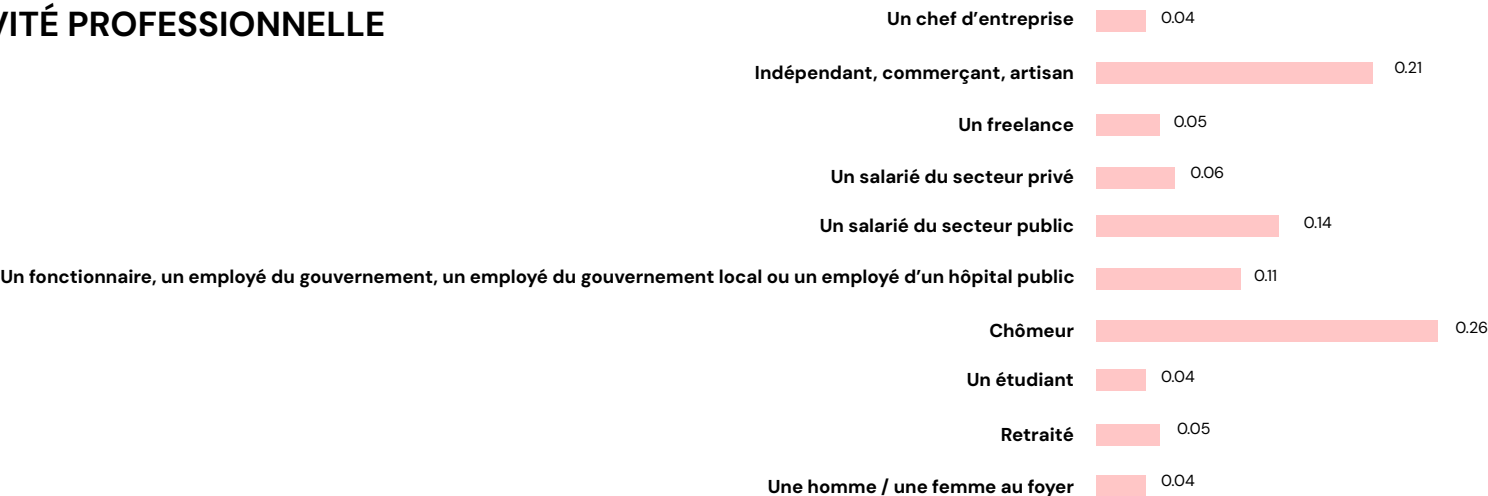 VITÉ PROFESSIONNELLE
Un chef d’entreprise 0.04
Indépendant, commerçant, artisan 0.21
Un freelance 0.05
Un salarié du secteur privé 0.06
Un salarié du secteur public 0.14
Un fonctionnaire, un employé du gouvernement, un employé du gouvernement local ou un employé d’un hôpital public 0.11
Chômeur 0.26
Un étudiant 0.04
Retraité 0.05
Une homme / une femme au foyer 0.04